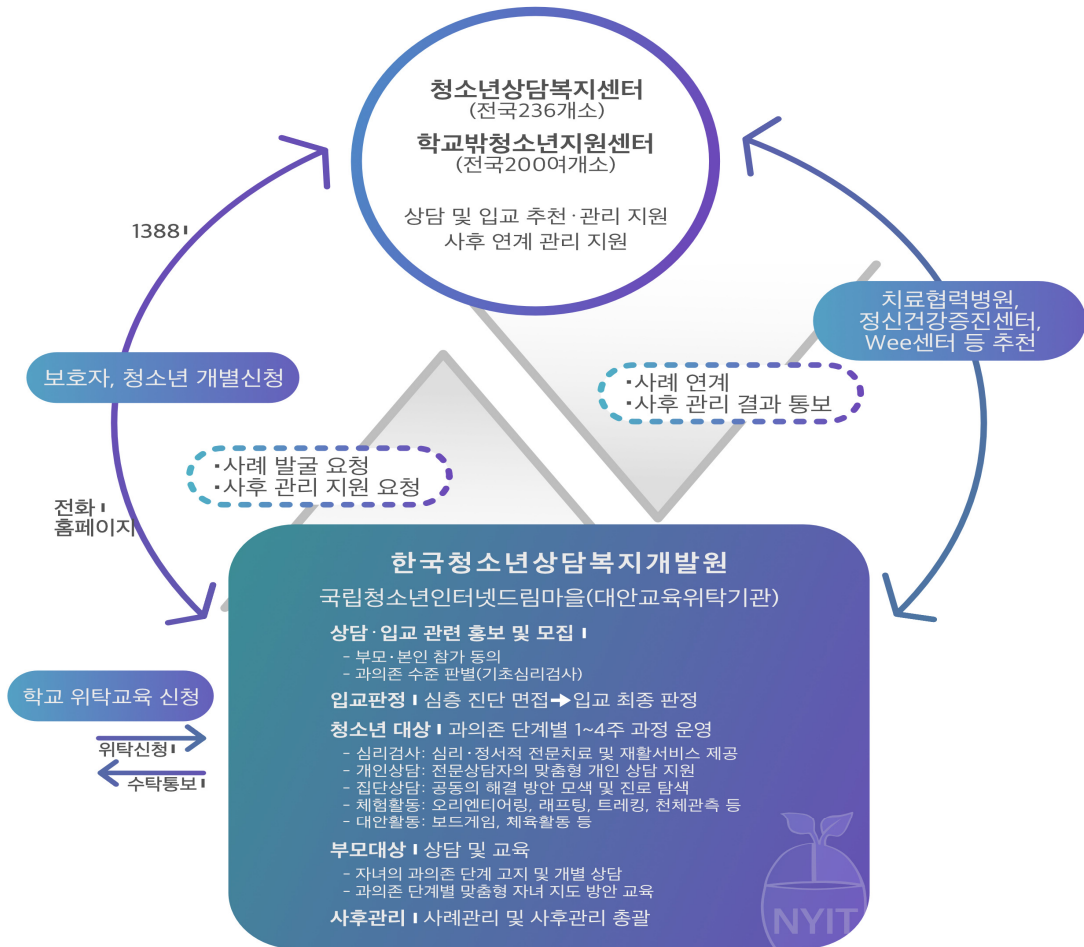 청소년상담복지센터
(전국236개소)
학교밖청소년지원센터
(전국200여개소)
상담 및 입교 추천·관리 지원
사후 연계 관리 지원
1388
보호자, 청소년 개별신청
전화
홈페이지
치료협력병원,
정신건강증진센터,
Wee센터 등 추천
·사례 연계
·사후 관리 결과 통보
·사례 발굴 요청
·사후 관리 지원 요청
학교 위탁교육 신청
위탁신청
수탁통보
한국청소년상담복지개발원
국립청소년인터넷드림마을(대안교육위탁기관)
상담·입교 관련 홍보 및 모집
- 부모·본인 참가 동의
- 과의존 수준 판별(기초심리검사)
입교판정 ı 심층 진단 면접➔입교 최종 판정
청소년 대상 ı 과의존 단계별 1~4주 과정 운영
- 심리검사: 심리·정서적 전문치료 및 재활서비스 제공
- 개인상담: 전문상담자의 맞춤형 개인 상담 지원
- 집단상담: 공동의 해결 방안 모색 및 진로 탐색
- 체험활동: 오리엔티어링, 래프팅, 트레킹, 천체관측 등
- 대안활동: 보드게임, 체육활동 등
부모대상 ı 상담 및 교육
- 자녀의 과의존 단계 고지 및 개별 상담
- 과의존 단계별 맞춤형 자녀 지도 방안 교육
사후관리 ı 사례관리 및 사후관리 총괄
NYIT